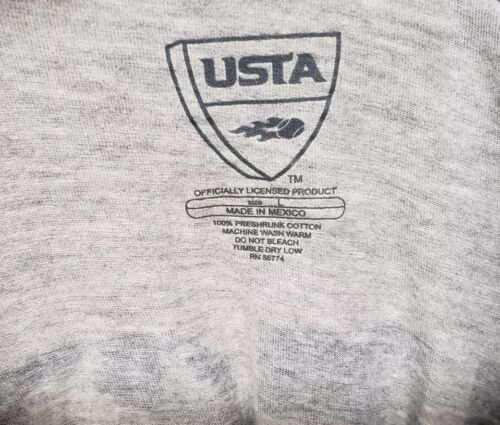 USTA
TM
OFFICIALLY LICENSED PRODUCT
size L
MADE IN MEXICO
100% PRESHRUNK COTTON
MACHINE WASH WARM
DO NOT BLEACH
TUMBLE DRY LOW
RN 55774